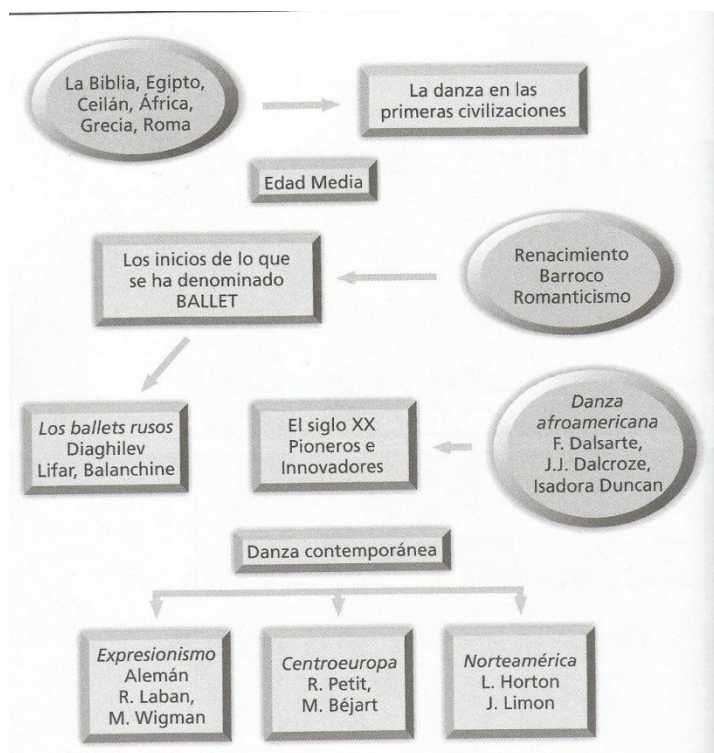 La Biblia, Egipto,
Ceilán, África,
Grecia, Roma
La danza en las
primeras civilizaciones
Edad Media
Los inicios de lo que
se ha denominado
BALLET
Renacimiento
Barroco
Romanticismo
Los ballets rusos
Diaghilev
Lifar, Balanchine
El siglo XX
Pioneros e
Innovadores
Danza
afroamericana
F. Dalsarte,
J.J. Dalcroze,
Isadora Duncan
Danza contemporánea
Expresionismo
Alemán
R. Laban,
M. Wigman
Centroeuropa
R. Petit,
M. Béjart
Norteamérica
L. Horton
J. Limon